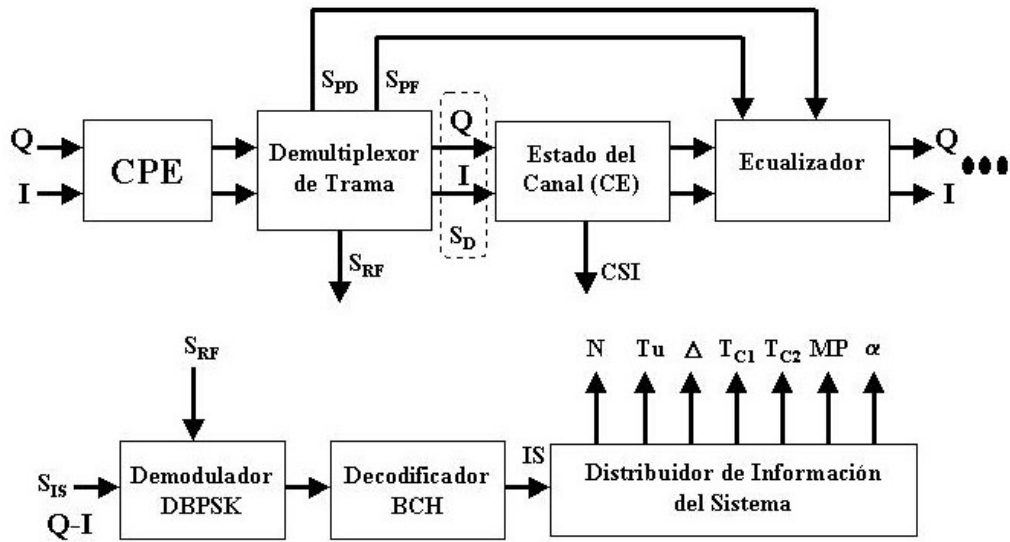 S_PD S_PF
Q CPE Demultiplexor de Trama Q Estado del Canal (CE) Ecualizador Q
I I I
S_D
S_RF
CSI
S_RF
N Tu Δ T_C1 T_C2 MP α
S_IS
Q-I
Demodulador
DBPSK
Decodificador
BCH
IS
Distribuidor de Información
del Sistema